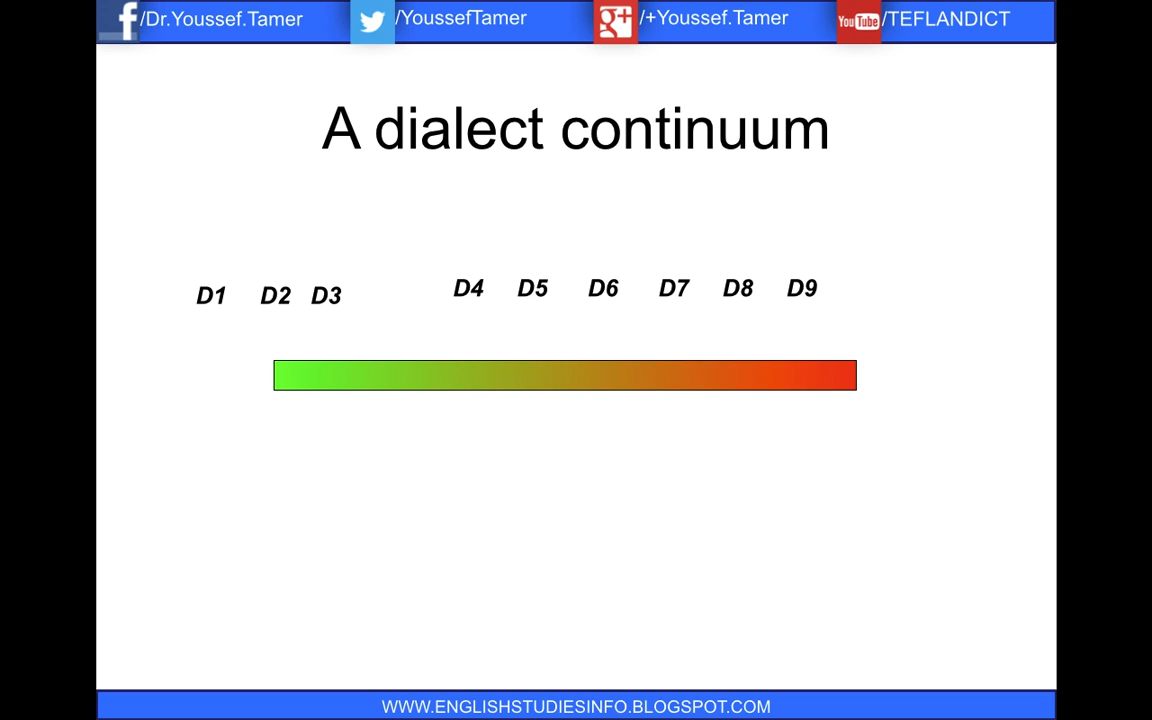 /Dr.Youssef.Tamer /YoussefTamer /+Youssef.Tamer You Tube /TEFLANDICT
A dialect continuum
D1 D2 D3 D4 D5 D6 D7 D8 D9
WWW.ENGLISHSTUDIESINFO.BLOGSPOT.COM